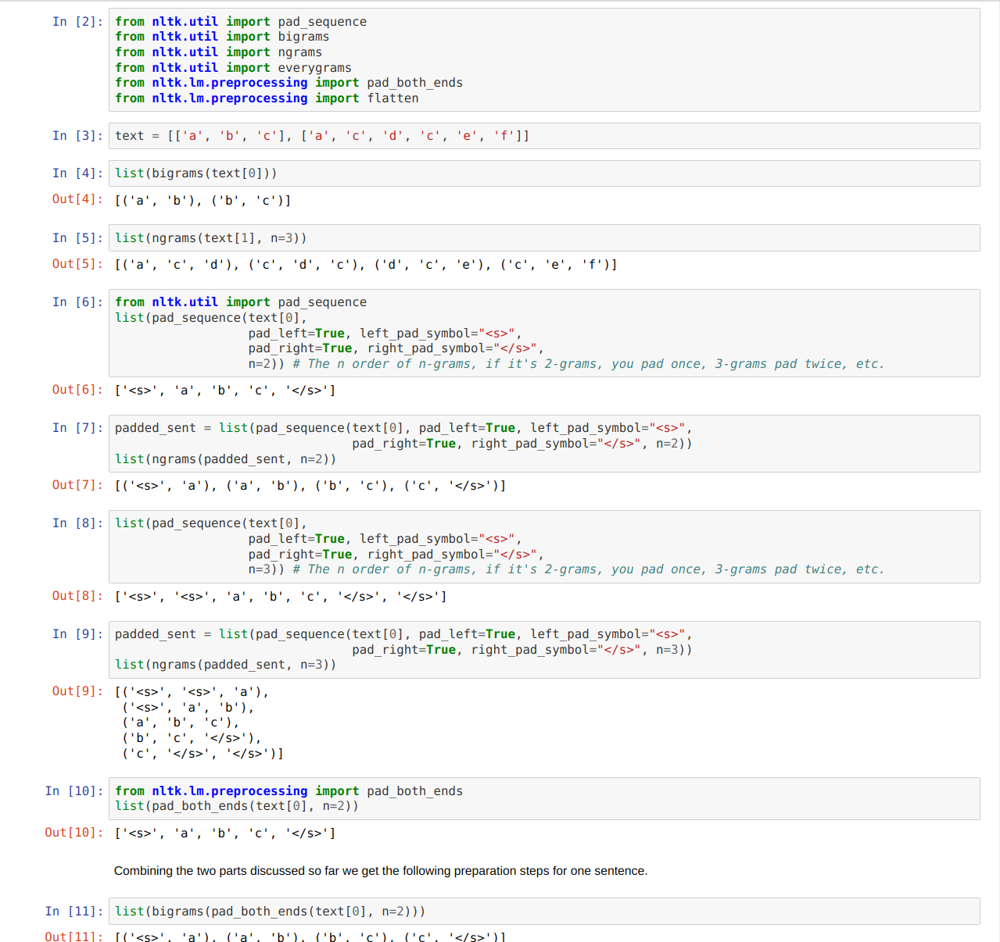 In [2]: from nltk.util import pad_sequence
from nltk.util import bigrams
from nltk.util import ngrams
from nltk.util import everygrams
from nltk.lm.preprocessing import pad_both_ends
from nltk.lm.preprocessing import flatten
In [3]: text = [['a', 'b', 'c'], ['a', 'c', 'd', 'c', 'e', 'f']]
In [4]: list(bigrams(text[0]))
Out[4]: [('a', 'b'), ('b', 'c')]
In [5]: list(ngrams(text[1], n=3))
Out[5]: [('a', 'c', 'd'), ('c', 'd', 'c'), ('d', 'c', 'e'), ('c', 'e', 'f')]
In [6]: from nltk.util import pad_sequence
list(pad_sequence(text[0],
pad_left=True, left_pad_symbol="<s>",
pad_right=True, right_pad_symbol="</s>",
n=2)) # The n order of n-grams, if it's 2-grams, you pad once, 3-grams pad twice, etc.
Out[6]: ['<s>', 'a', 'b', 'c', '</s>']
In [7]: padded_sent = list(pad_sequence(text[0], pad_left=True, left_pad_symbol="<s>",
pad_right=True, right_pad_symbol="</s>", n=2))
list(ngrams(padded_sent, n=2))
Out[7]: [('<s>', 'a'), ('a', 'b'), ('b', 'c'), ('c', '</s>')]
In [8]: list(pad_sequence(text[0],
pad_left=True, left_pad_symbol="<s>",
pad_right=True, right_pad_symbol="</s>",
n=3)) # The n order of n-grams, if it's 2-grams, you pad once, 3-grams pad twice, etc.
Out[8]: ['<s>', '<s>', 'a', 'b', 'c', '</s>', '</s>']
In [9]: padded_sent = list(pad_sequence(text[0], pad_left=True, left_pad_symbol="<s>",
pad_right=True, right_pad_symbol="</s>", n=3))
list(ngrams(padded_sent, n=3))
Out[9]: [('<s>', '<s>', 'a'),
('<s>', 'a', 'b'),
('a', 'b', 'c'),
('b', 'c', '</s>'),
('c', '</s>', '</s>')]
In [10]: from nltk.lm.preprocessing import pad_both_ends
list(pad_both_ends(text[0], n=2))
Out[10]: ['<s>', 'a', 'b', 'c', '</s>']
Combining the two parts discussed so far we get the following preparation steps for one sentence.
In [11]: list(bigrams(pad_both_ends(text[0], n=2)))
Out[11]: [('<s>', 'a'), ('a', 'b'), ('b', 'c'), ('c', '</s>')]